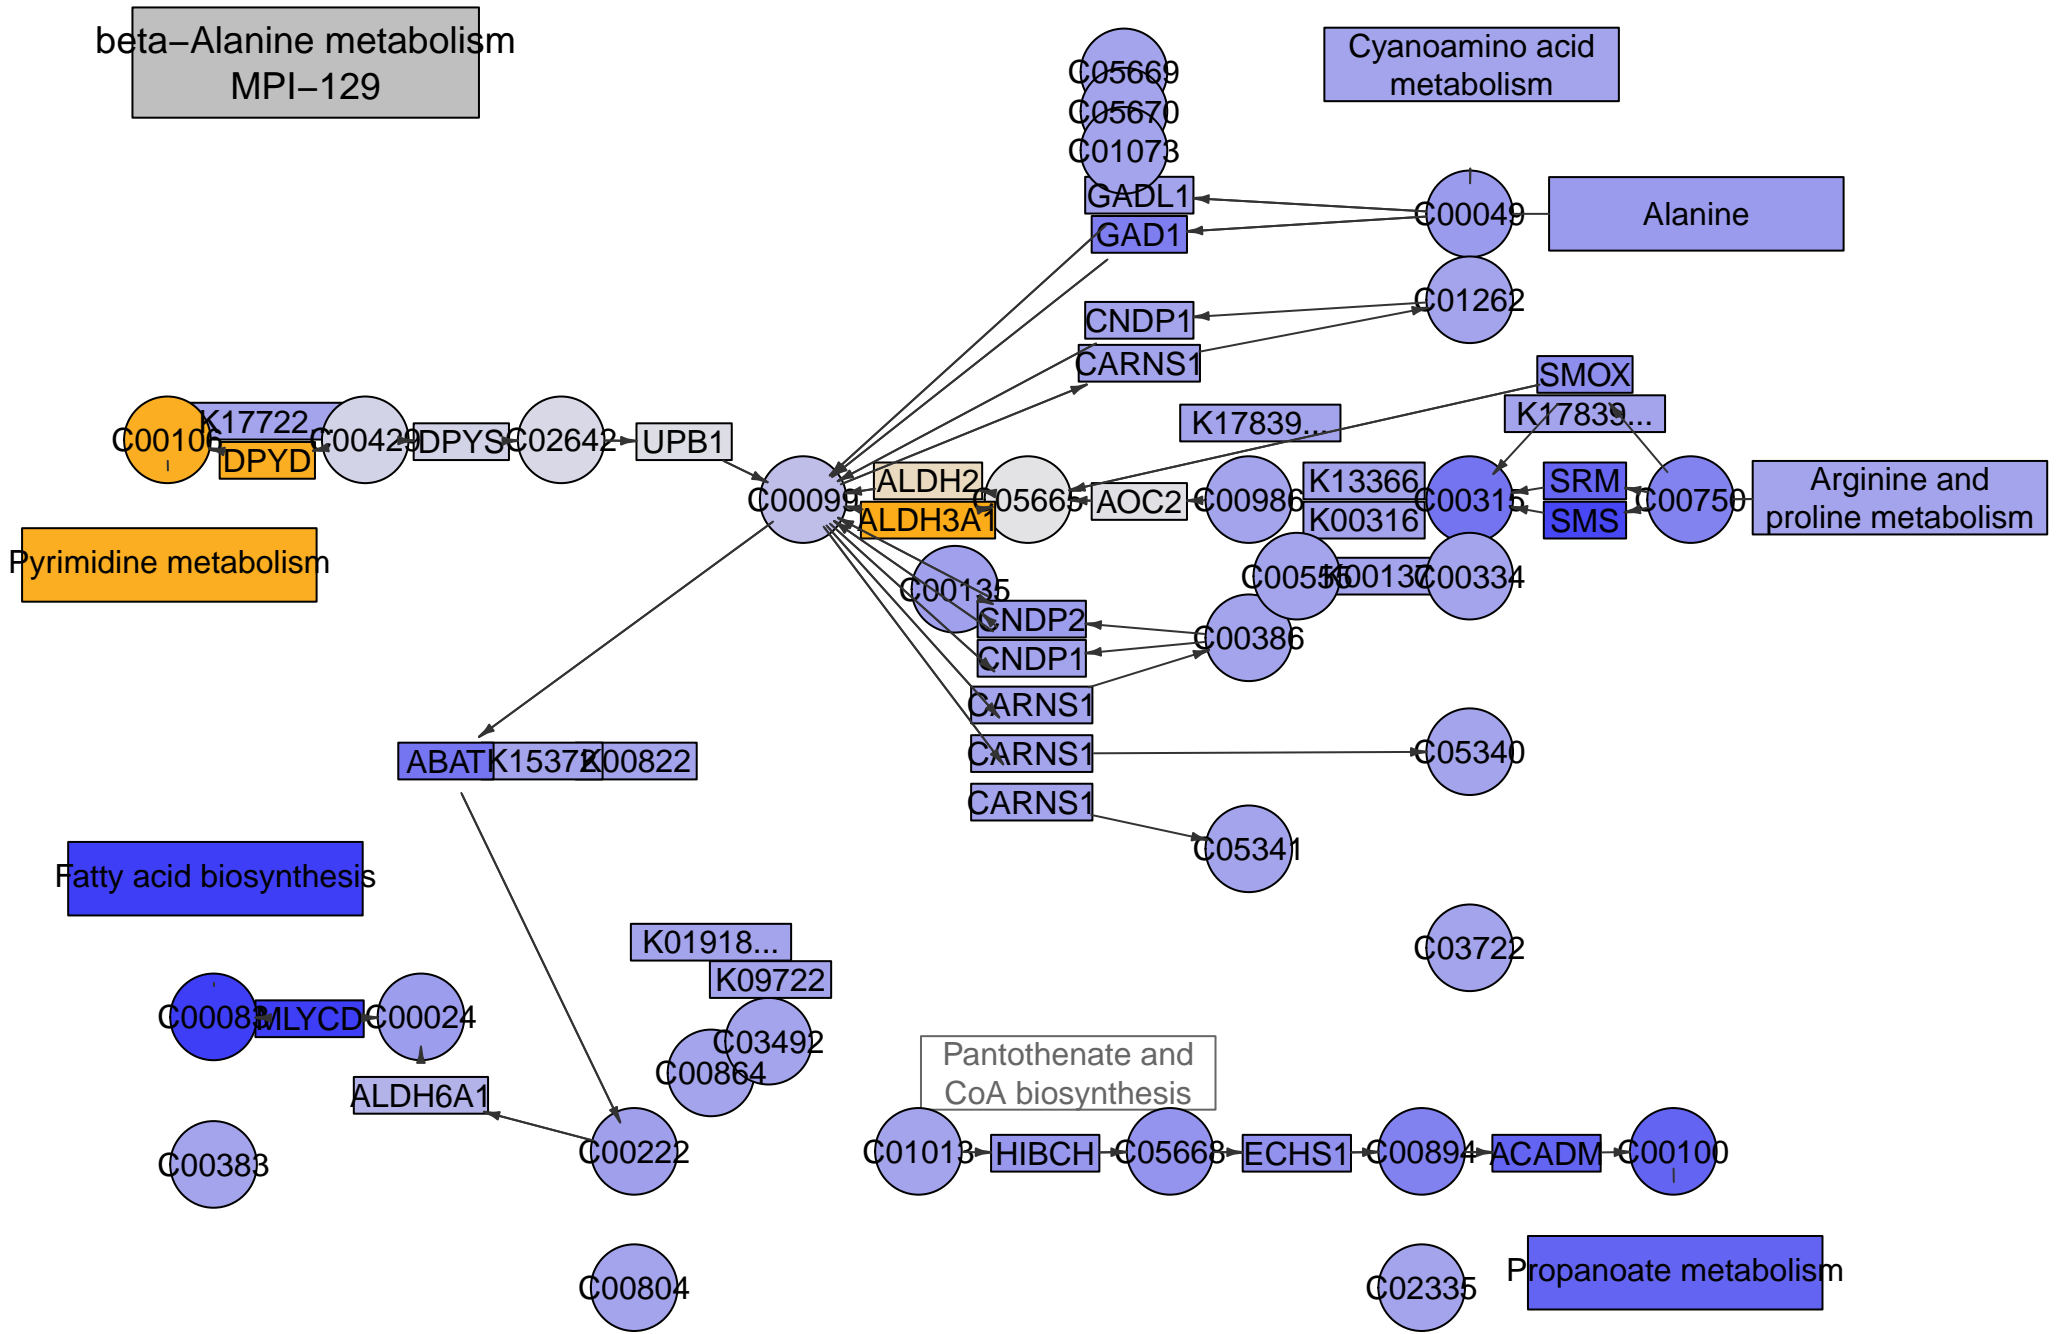 beta−Alanine metabolism
MPI−129
Cyanoamino acid
metabolism
C05669
C05670
C01073
GADL1
GAD1
C00049
Alanine
C01262
CNDP1
CARNS1
SMOX
K17839...
K17839...
C00106
K17722...
DPYD
C00429
DPYS
C02642
UPB1
C00099
ALDH2
ALDH3A1
C05665
AOC2
C00986
K13366
K00316
C00315
SRM
SMS
C00750
Arginine and
proline metabolism
Pyrimidine metabolism
C00135
C00555
K00137
C00334
CNDP2
CNDP1
C00386
CARNS1
CARNS1
CARNS1
C05340
C05341
ABAT
K15372
K00822
Fatty acid biosynthesis
K01918...
K09722
C03722
C00083
MLYCD
C00024
C03492
C00864
ALDH6A1
Pantothenate and
CoA biosynthesis
C00383
C00222
C01013
HIBCH
C05668
ECHS1
C00894
ACADM
C00100
C00804
C02335
Propanoate metabolism